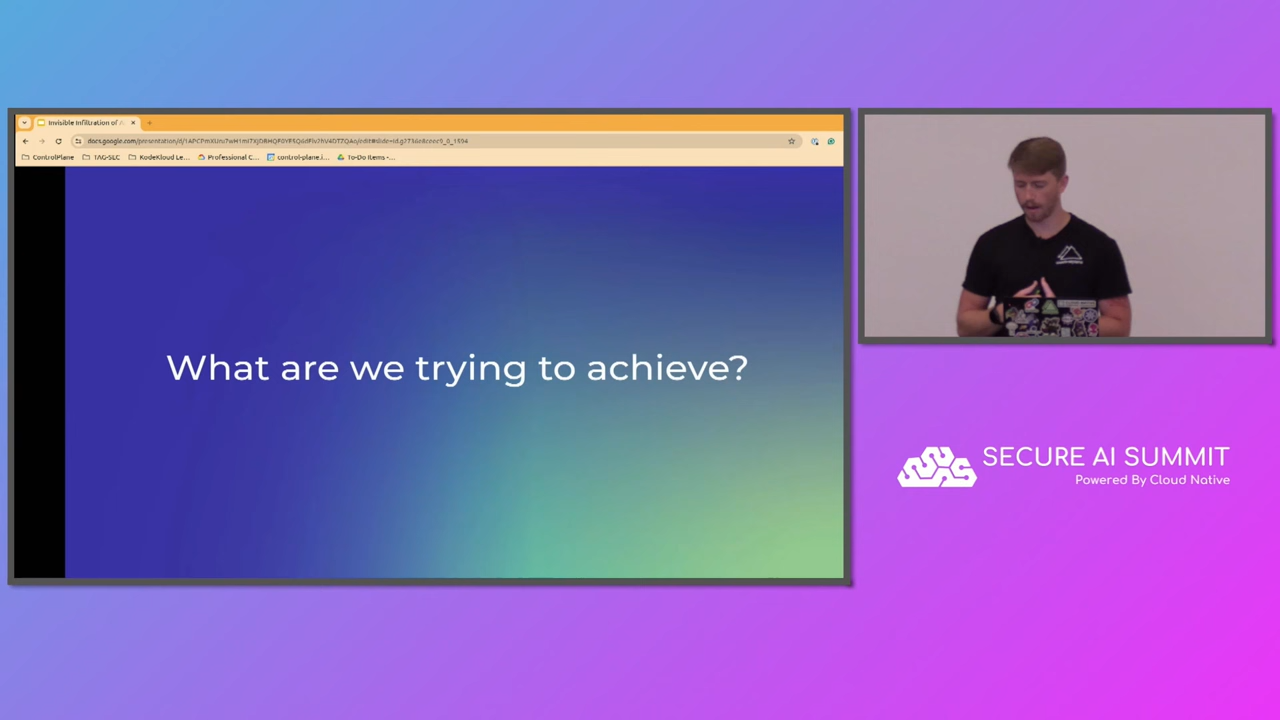 Invisible Infiltration of A
ControlPlane
TAG-SEC
KodeKloud Le...
Professional C...
control-plane.i...
To-Do Items -...
What are we trying to achieve?
SECURE AI SUMMIT
Powered By Cloud Native